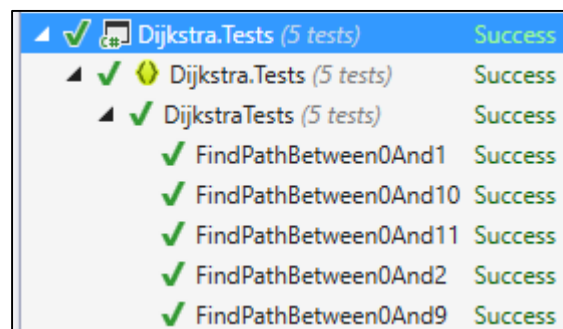 Dijkstra.Tests (5 tests) Success
Dijkstra.Tests (5 tests) Success
DijkstraTests (5 tests) Success
FindPathBetween0And1 Success
FindPathBetween0And10 Success
FindPathBetween0And11 Success
FindPathBetween0And2 Success
FindPathBetween0And9 Success